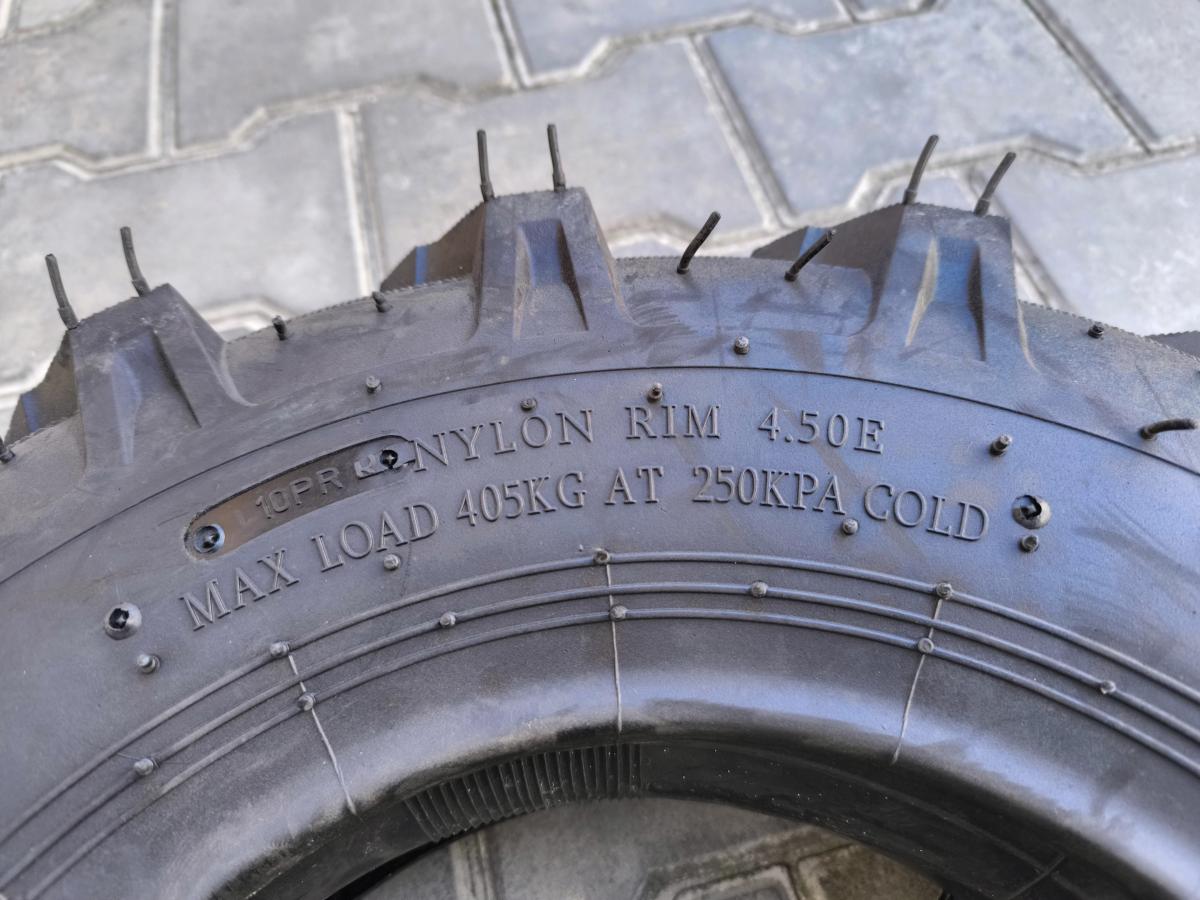 10PR NYLON RIM 4.50E
MAX LOAD 405KG AT 250KPA COLD